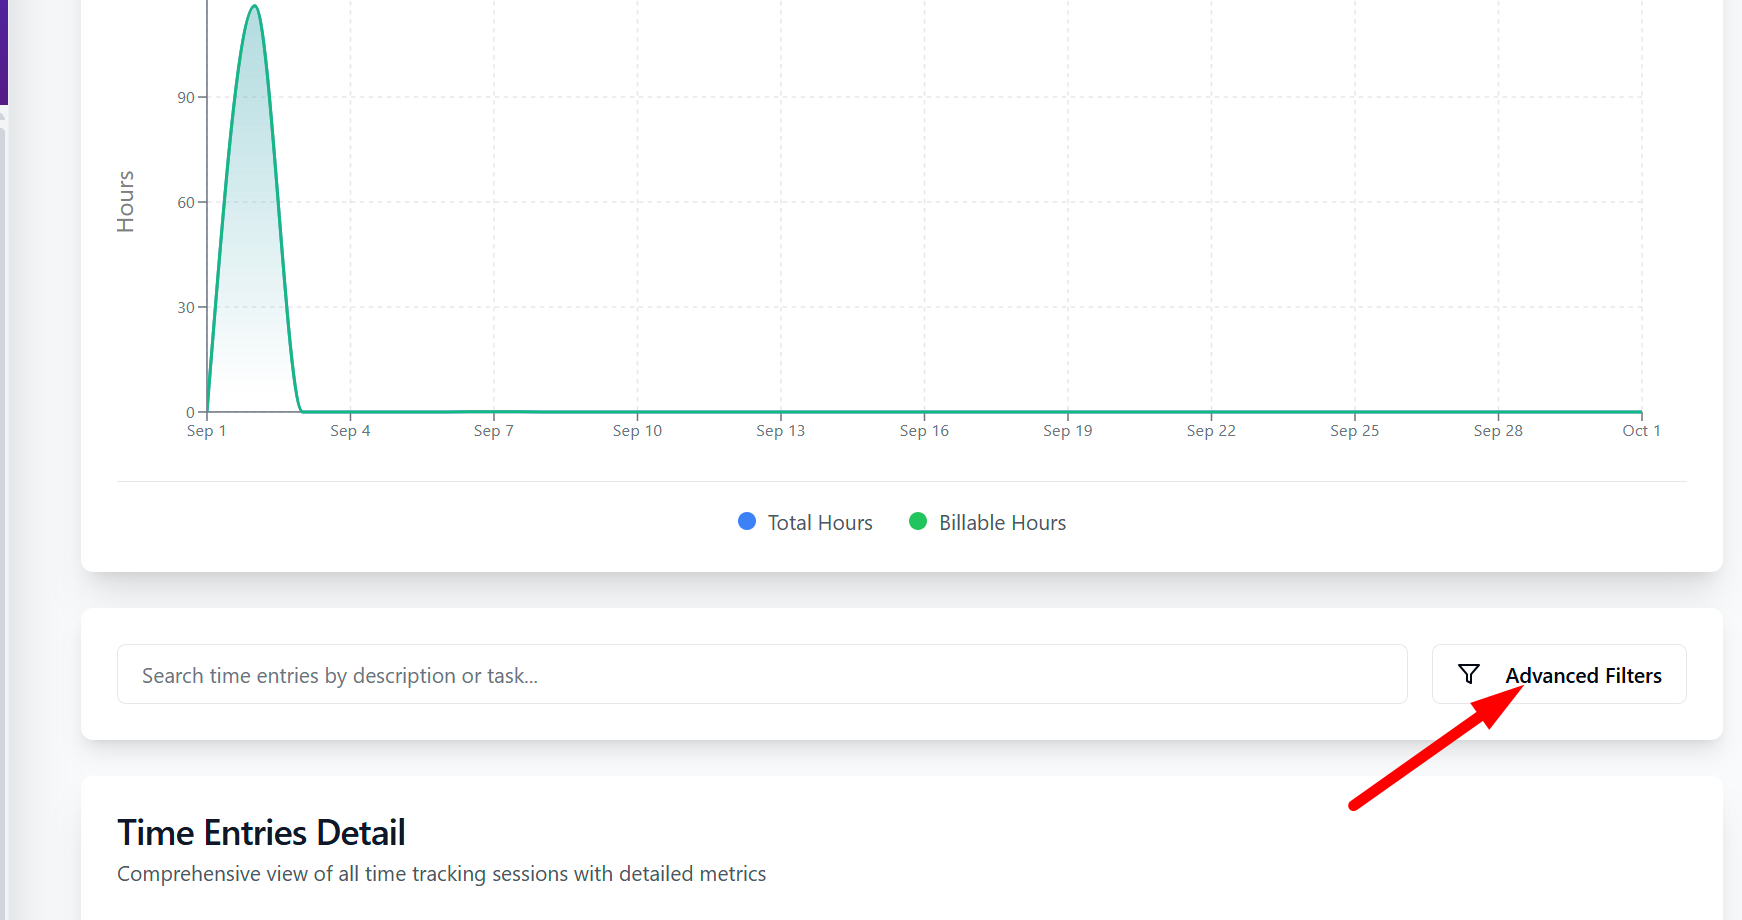 90
60
30
0
Hours
Sep 1 Sep 4 Sep 7 Sep 10 Sep 13 Sep 16 Sep 19 Sep 22 Sep 25 Sep 28 Oct 1
Total Hours Billable Hours
Search time entries by description or task...
Advanced Filters
Time Entries Detail
Comprehensive view of all time tracking sessions with detailed metrics